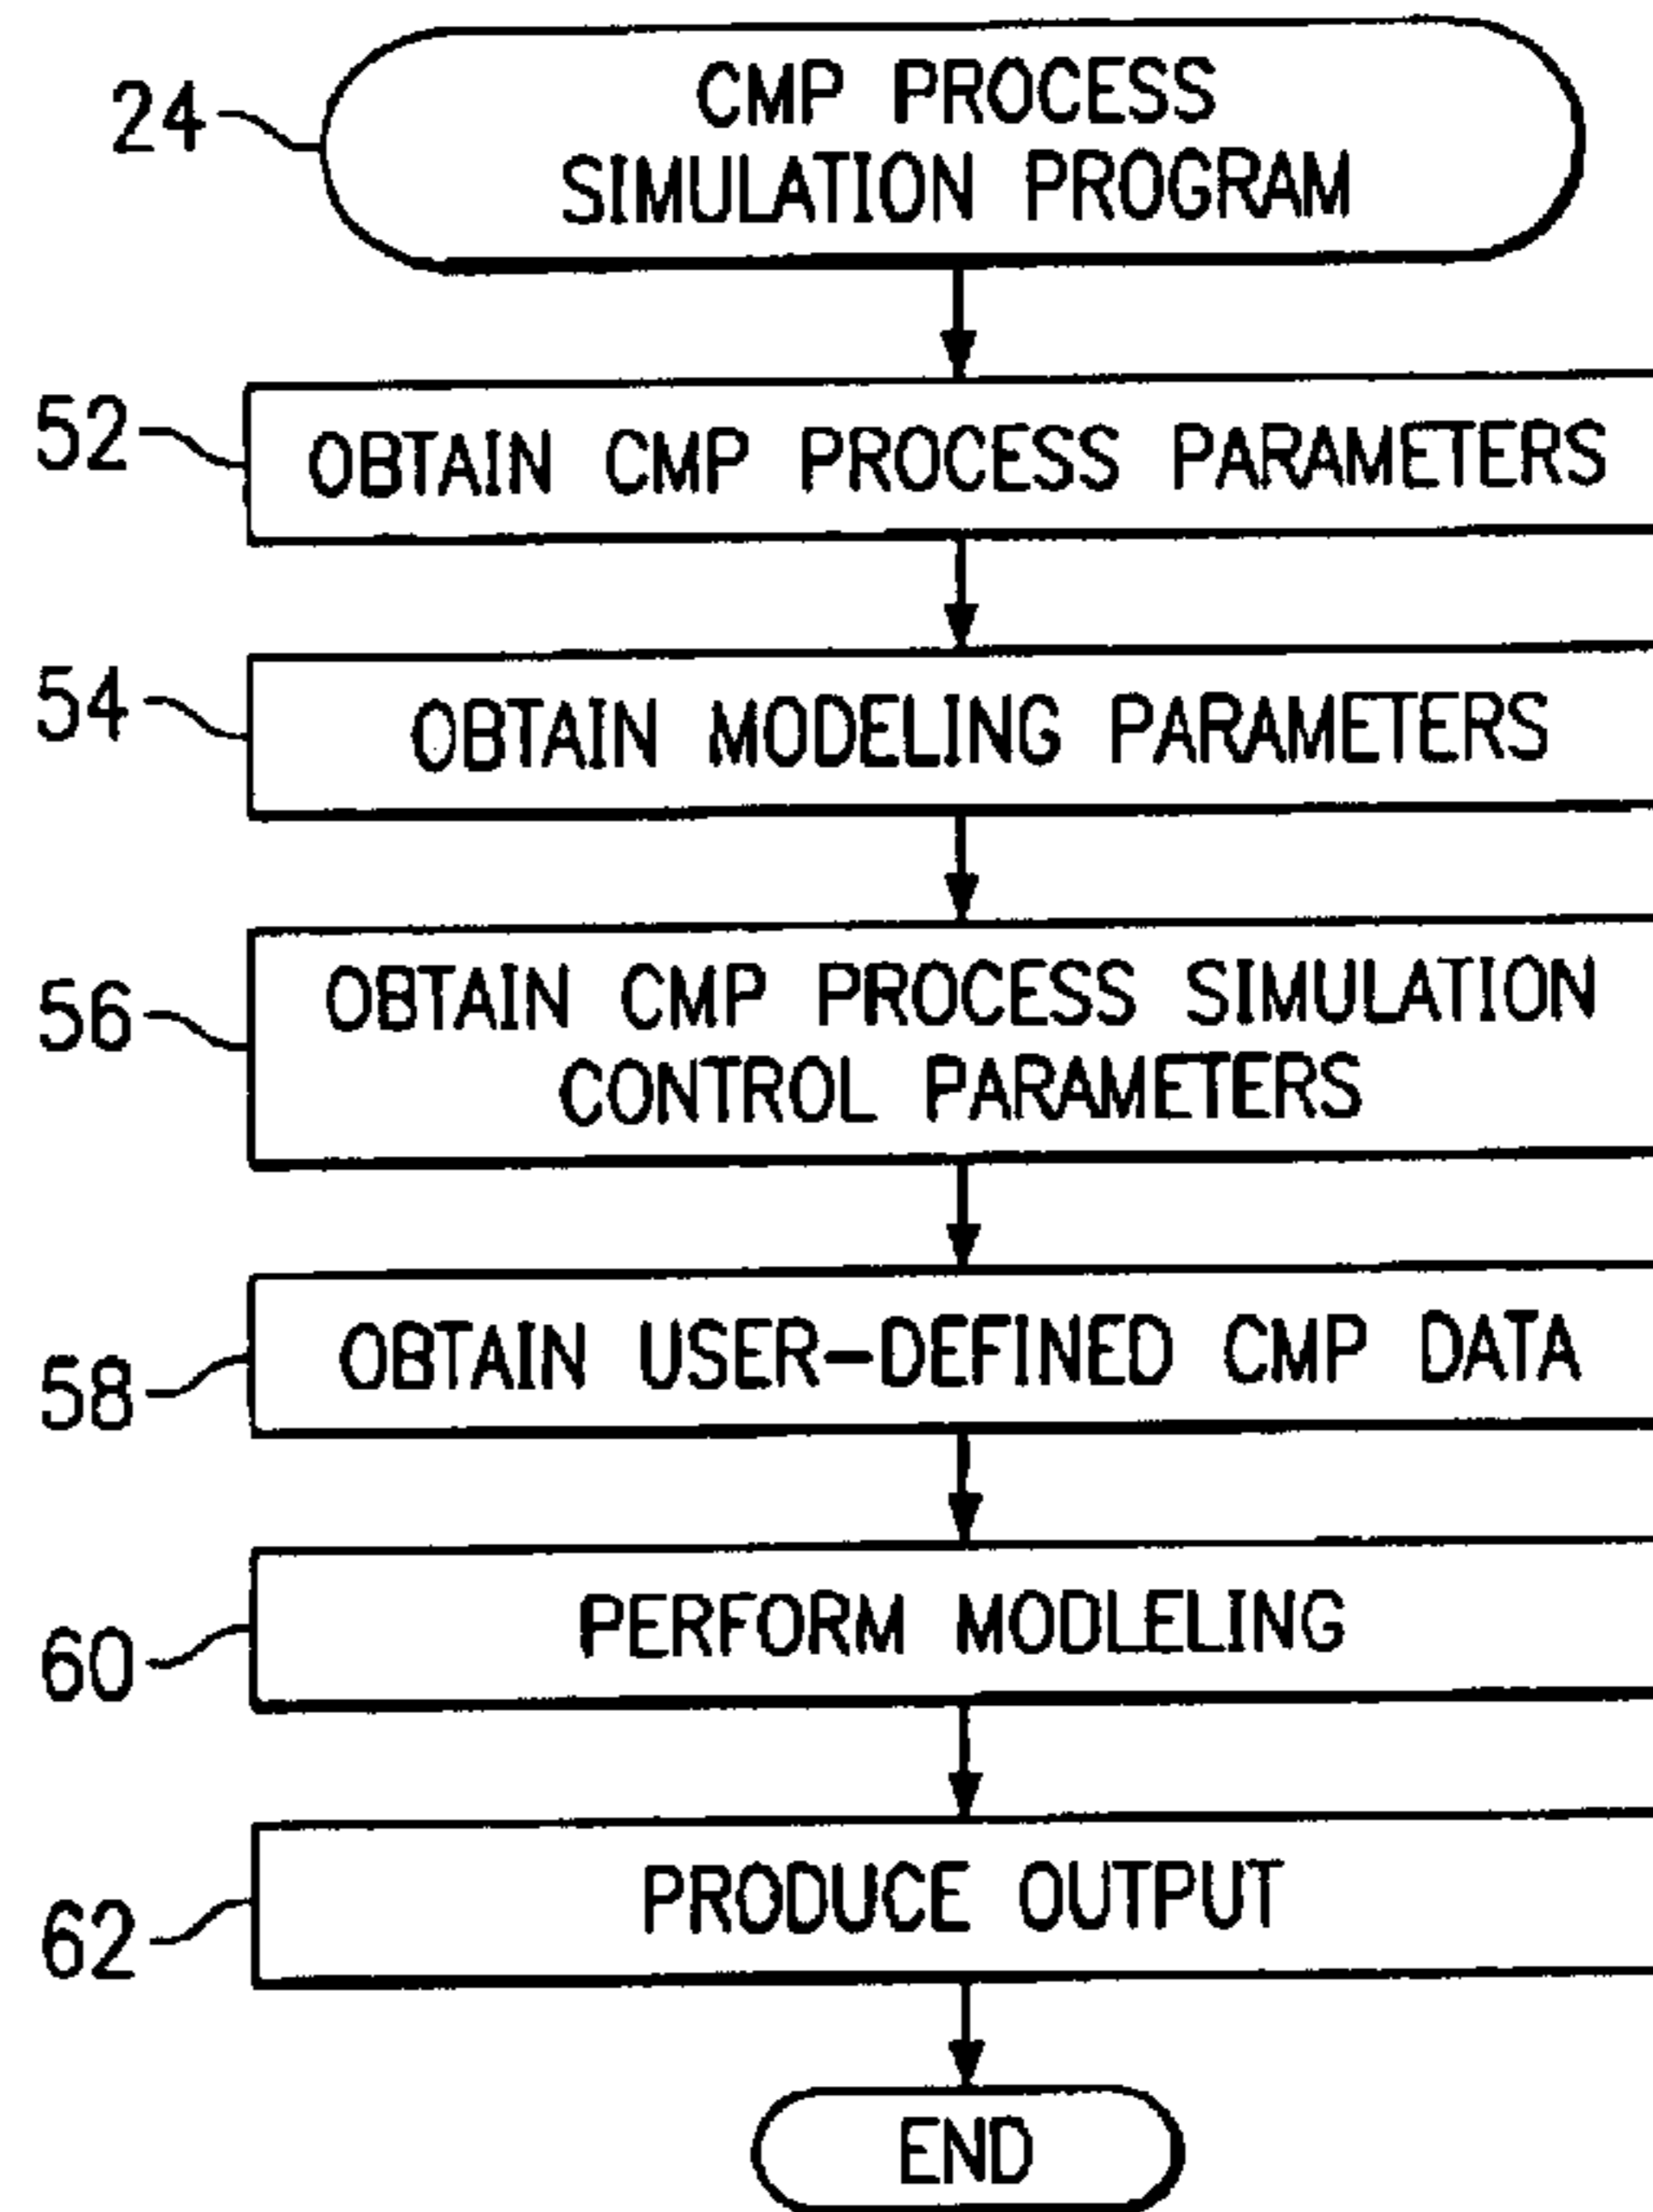 24
CMP PROCESS
SIMULATION PROGRAM
52
OBTAIN CMP PROCESS PARAMETERS
54
OBTAIN MODELING PARAMETERS
56
OBTAIN CMP PROCESS SIMULATION
CONTROL PARAMETERS
58
OBTAIN USER-DEFINED CMP DATA
60
PERFORM MODLELING
62
PRODUCE OUTPUT
END